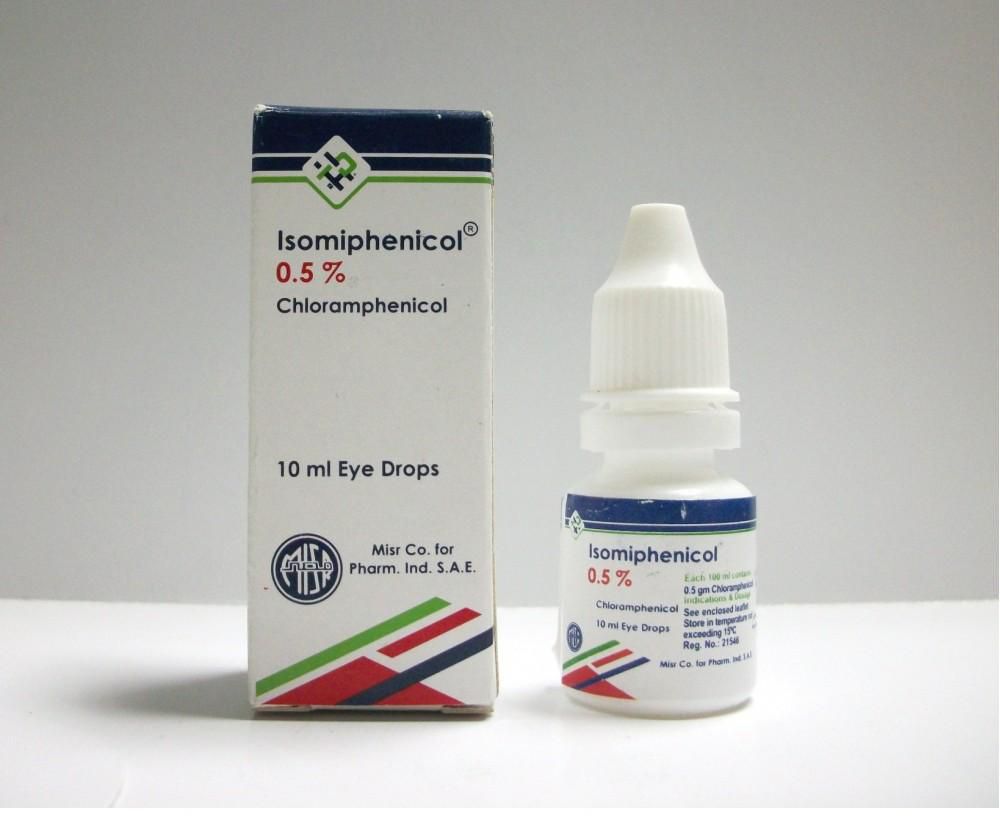 Isomiphenicol®
0.5 %
Chloramphenicol
10 ml Eye Drops
MISR
Misr Co. for
Pharm. Ind. S.A.E.
Isomiphenicol
0.5 %
Chloramphenicol
10 ml Eye Drops
Each 100 ml contains
0.5 gm Chloramphenicol
Indications & Dosage
See enclosed leaflet
Store in temperature not
exceeding 15°C
Reg. No.: 21546
Misr Co. for Pharm. Ind. S.A.E.